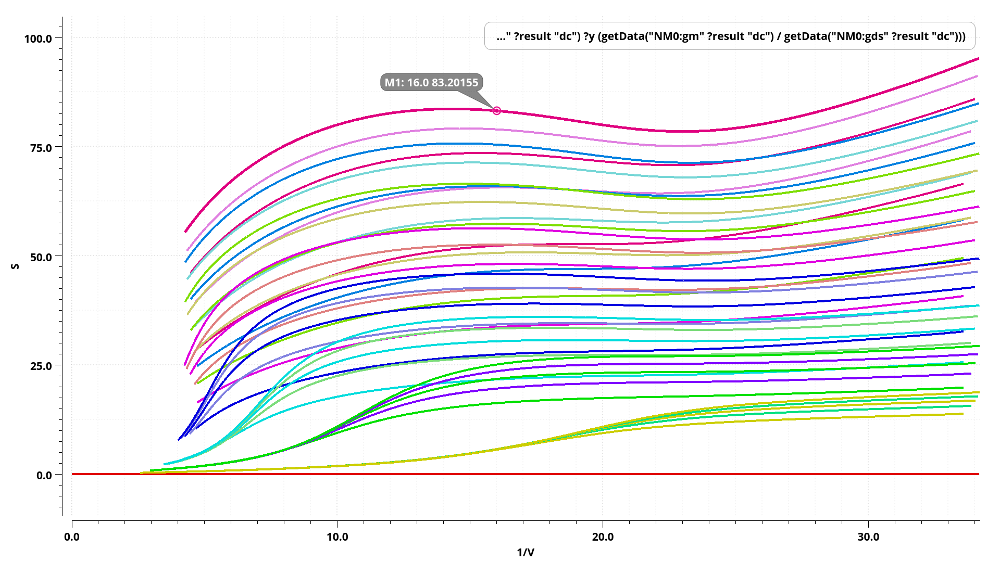 ..." ?result "dc") ?y (getData("NM0:gm" ?result "dc") / getData("NM0:gds" ?result "dc")))
M1: 16.0 83.20155
100.0
75.0
50.0
25.0
0.0
S
0.0 10.0 20.0 30.0
1/V